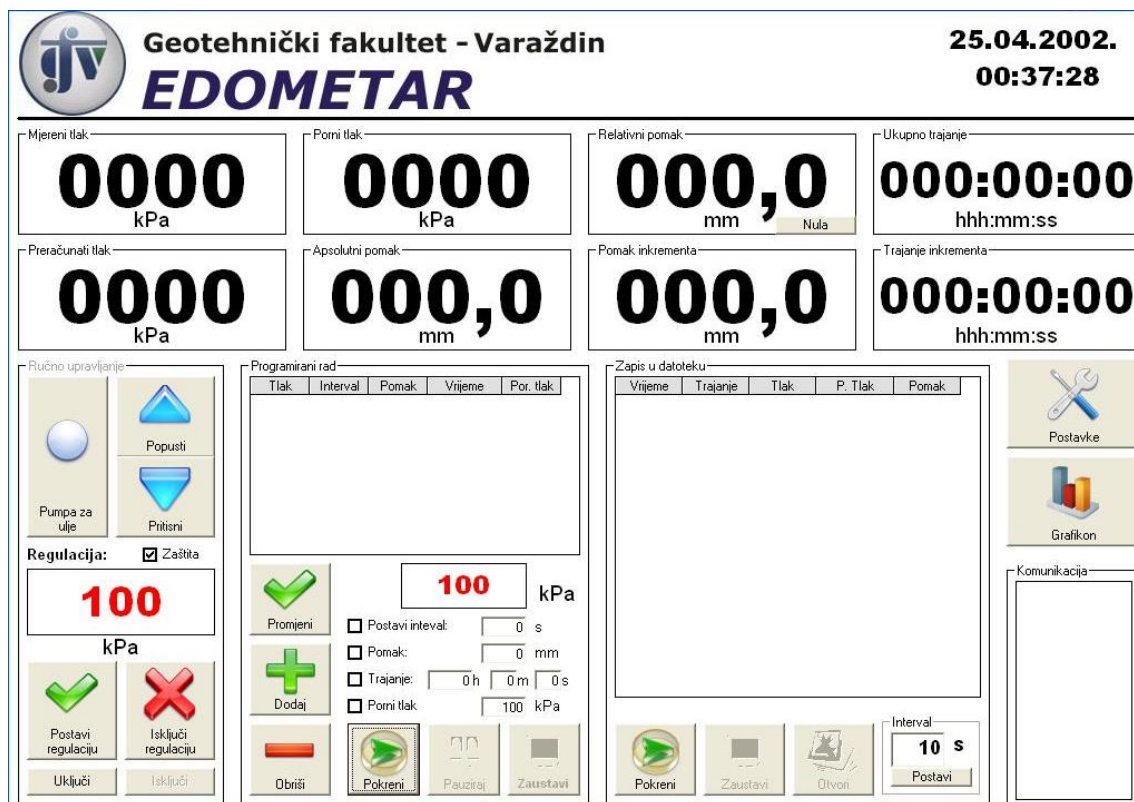 gfv
Geotehnički fakultet - Varaždin
EDOMETAR
25.04.2002.
00:37:28
Mjereni tlak
0000
kPa
Porni tlak
0000
kPa
Relativni pomak
000,0
mm
Nula
Ukupno trajanje
000:00:00
hhh:mm:ss
Preračunati tlak
0000
kPa
Apsolutni pomak
000,0
mm
Pomak inkrementa
000,0
mm
Trajanje inkrementa
000:00:00
hhh:mm:ss
Ručno upravljanje
Pumpa za
ulje
Popusti
Pritisni
Regulacija:
Zaštita
100
kPa
Postavi
regulaciju
Isključi
regulaciju
Uključi
Isključi
Programirani rad
Tlak Interval Pomak Vrijeme Por. tlak
Promjeni
100 kPa
Postavi inteval: 0 s
Pomak: 0 mm
Dodaj
Trajanje: 0 h 0 m 0 s
Porni tlak 100 kPa
Obriši
Pokreni
Pauziraj
Zaustavi
Zapis u datoteku
Vrijeme Trajanje Tlak P. Tlak Pomak
Pokreni
Zaustavi
Otvori
Interval
10 s
Postavi
Postavke
Grafikon
Komunikacija